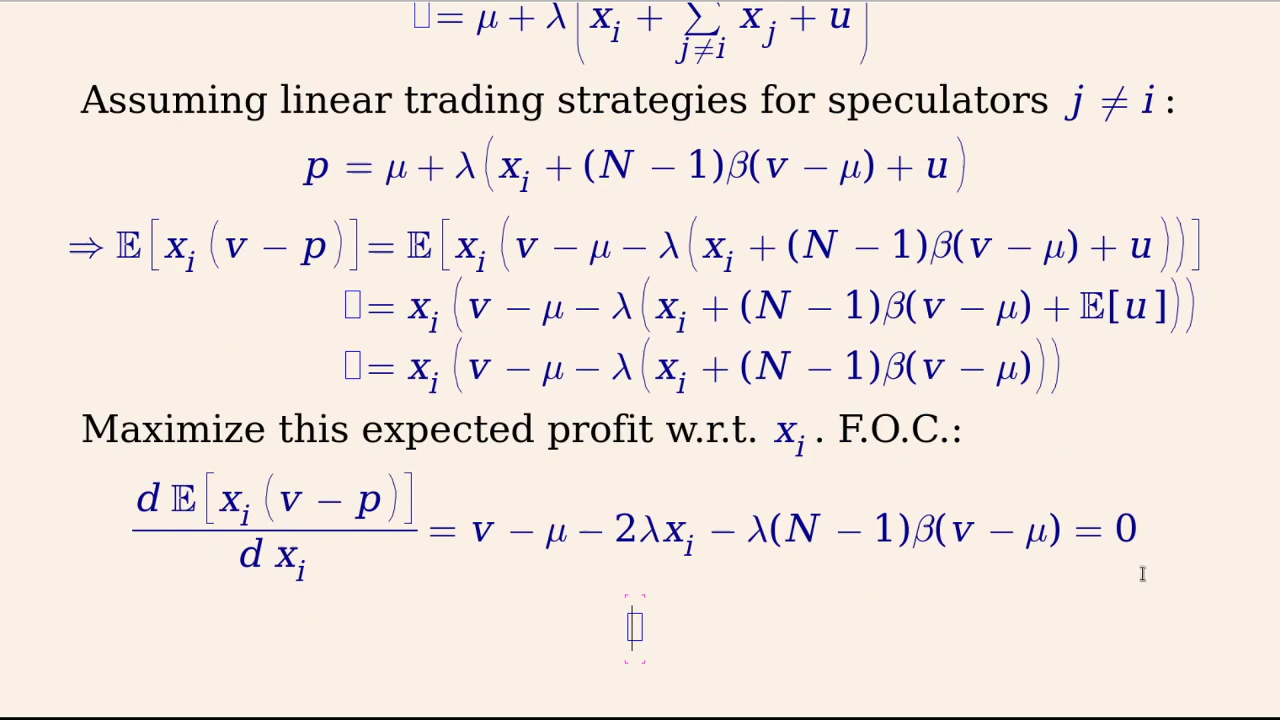 = μ + λ(x_i + ∑_{j≠i} x_j + u)
Assuming linear trading strategies for speculators j ≠ i :
p = μ + λ(x_i + (N − 1)β(v − μ) + u)
⇒ 𝔼[x_i (v − p)] = 𝔼[x_i (v − μ − λ(x_i + (N − 1)β(v − μ) + u))]
= x_i (v − μ − λ(x_i + (N − 1)β(v − μ) + 𝔼[u]))
= x_i (v − μ − λ(x_i + (N − 1)β(v − μ)))
Maximize this expected profit w.r.t. x_i . F.O.C.:
d 𝔼[x_i (v − p)] / d x_i = v − μ − 2λx_i − λ(N − 1)β(v − μ) = 0